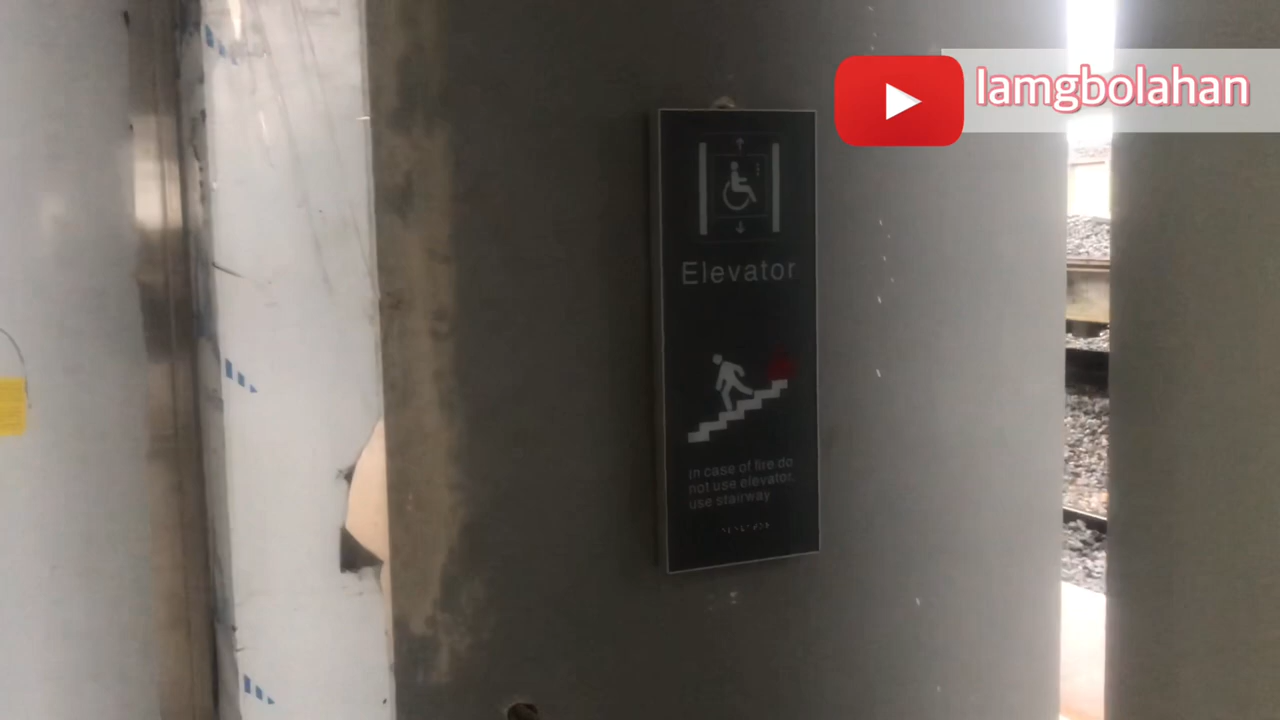 Iamgbolahan
Elevator
In case of fire do
not use elevator,
use stairway